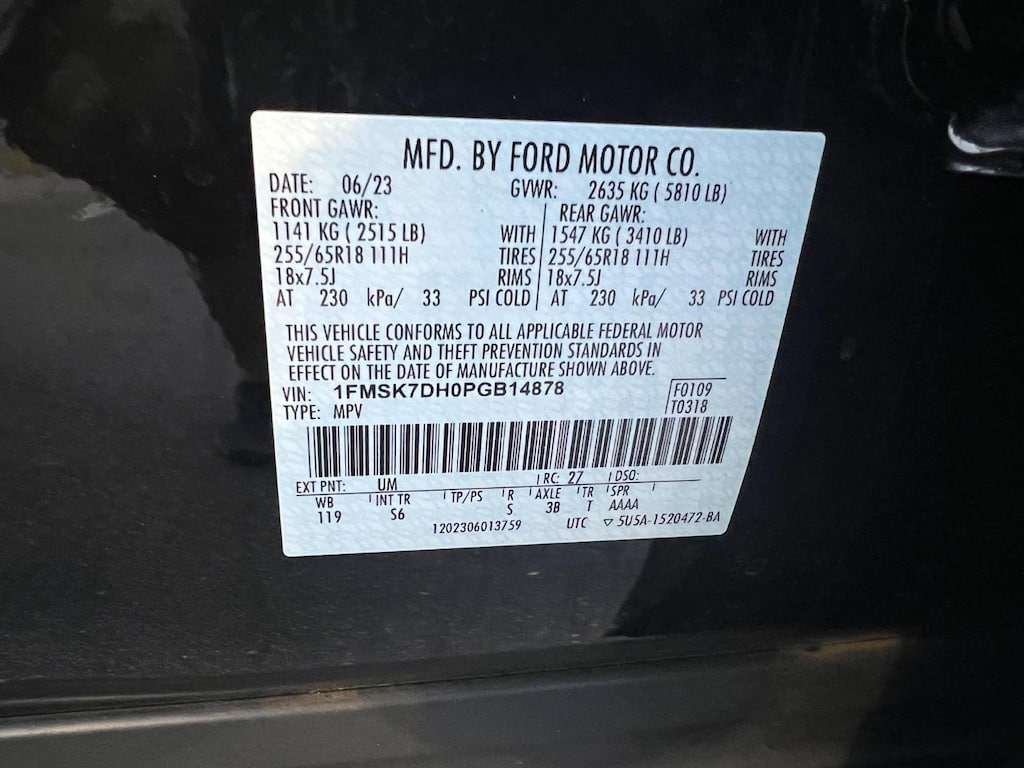 MFD. BY FORD MOTOR CO.
DATE: 06/23 GVWR: 2635 KG ( 5810 LB)
FRONT GAWR: REAR GAWR:
1141 KG ( 2515 LB) WITH 1547 KG ( 3410 LB) WITH
255/65R18 111H TIRES 255/65R18 111H TIRES
18x7.5J RIMS 18x7.5J RIMS
AT 230 kPa/ 33 PSI COLD AT 230 kPa/ 33 PSI COLD
THIS VEHICLE CONFORMS TO ALL APPLICABLE FEDERAL MOTOR
VEHICLE SAFETY AND THEFT PREVENTION STANDARDS IN
EFFECT ON THE DATE OF MANUFACTURE SHOWN ABOVE.
VIN: 1FMSK7DH0PGB14878 F0109
TYPE: MPV T0318
EXT PNT: UM RC: 27 DSO:
WB INT TR TP/PS R AXLE TR SPR
119 S6 S 3B T AAAA
1202306013759 UTC ▽ 5U5A-1520472-BA